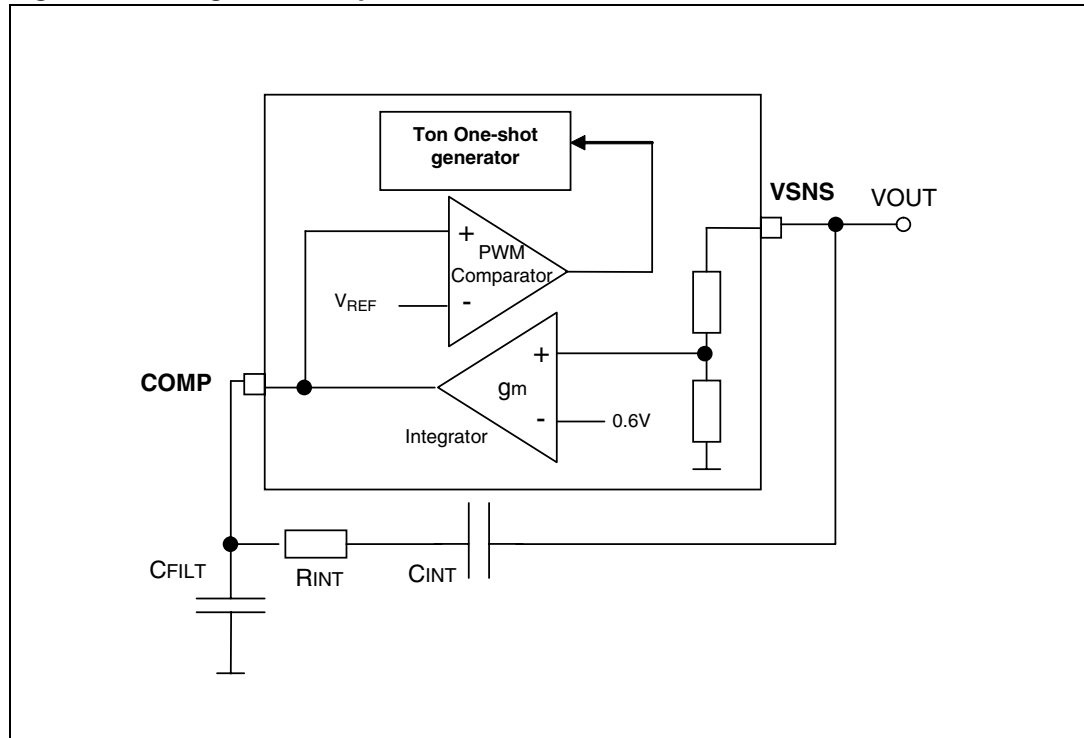 Ton One-shot
generator
VSNS
VOUT
+
PWM
Comparator
VREF
-
+
COMP
gm
-
0.6V
Integrator
CFILT
RINT
CINT